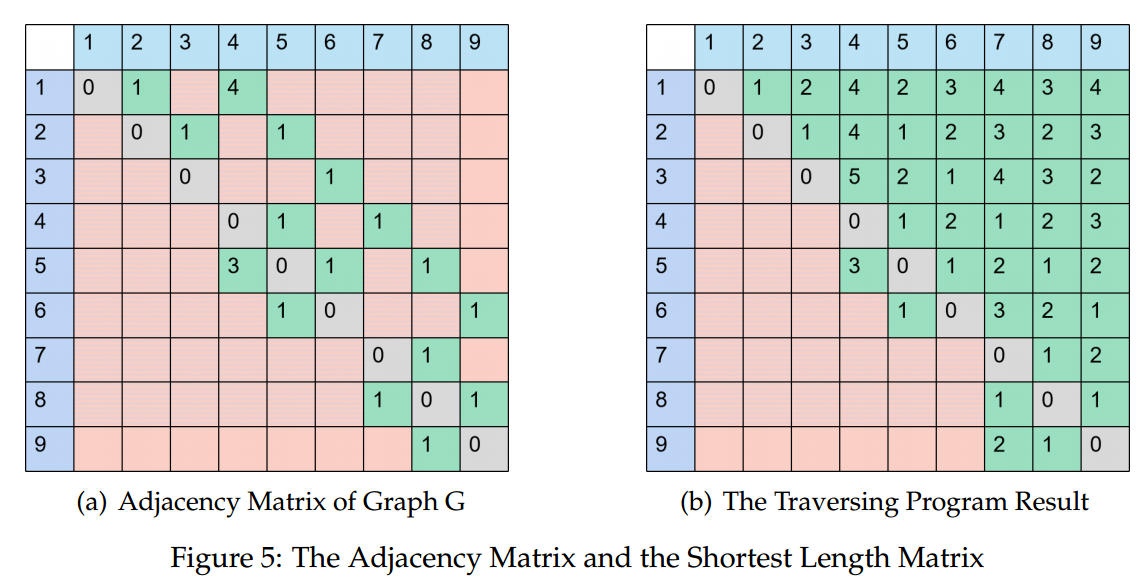 1 2 3 4 5 6 7 8 9
1 0 1 4
2 0 1 1
3 0 1
4 0 1 1
5 3 0 1 1
6 1 0 1
7 0 1
8 1 0 1
9 1 0
(a) Adjacency Matrix of Graph G
1 2 3 4 5 6 7 8 9
1 0 1 2 4 2 3 4 3 4
2 0 1 4 1 2 3 2 3
3 0 5 2 1 4 3 2
4 0 1 2 1 2 3
5 3 0 1 2 1 2
6 1 0 3 2 1
7 0 1 2
8 1 0 1
9 2 1 0
(b) The Traversing Program Result
Figure 5: The Adjacency Matrix and the Shortest Length Matrix